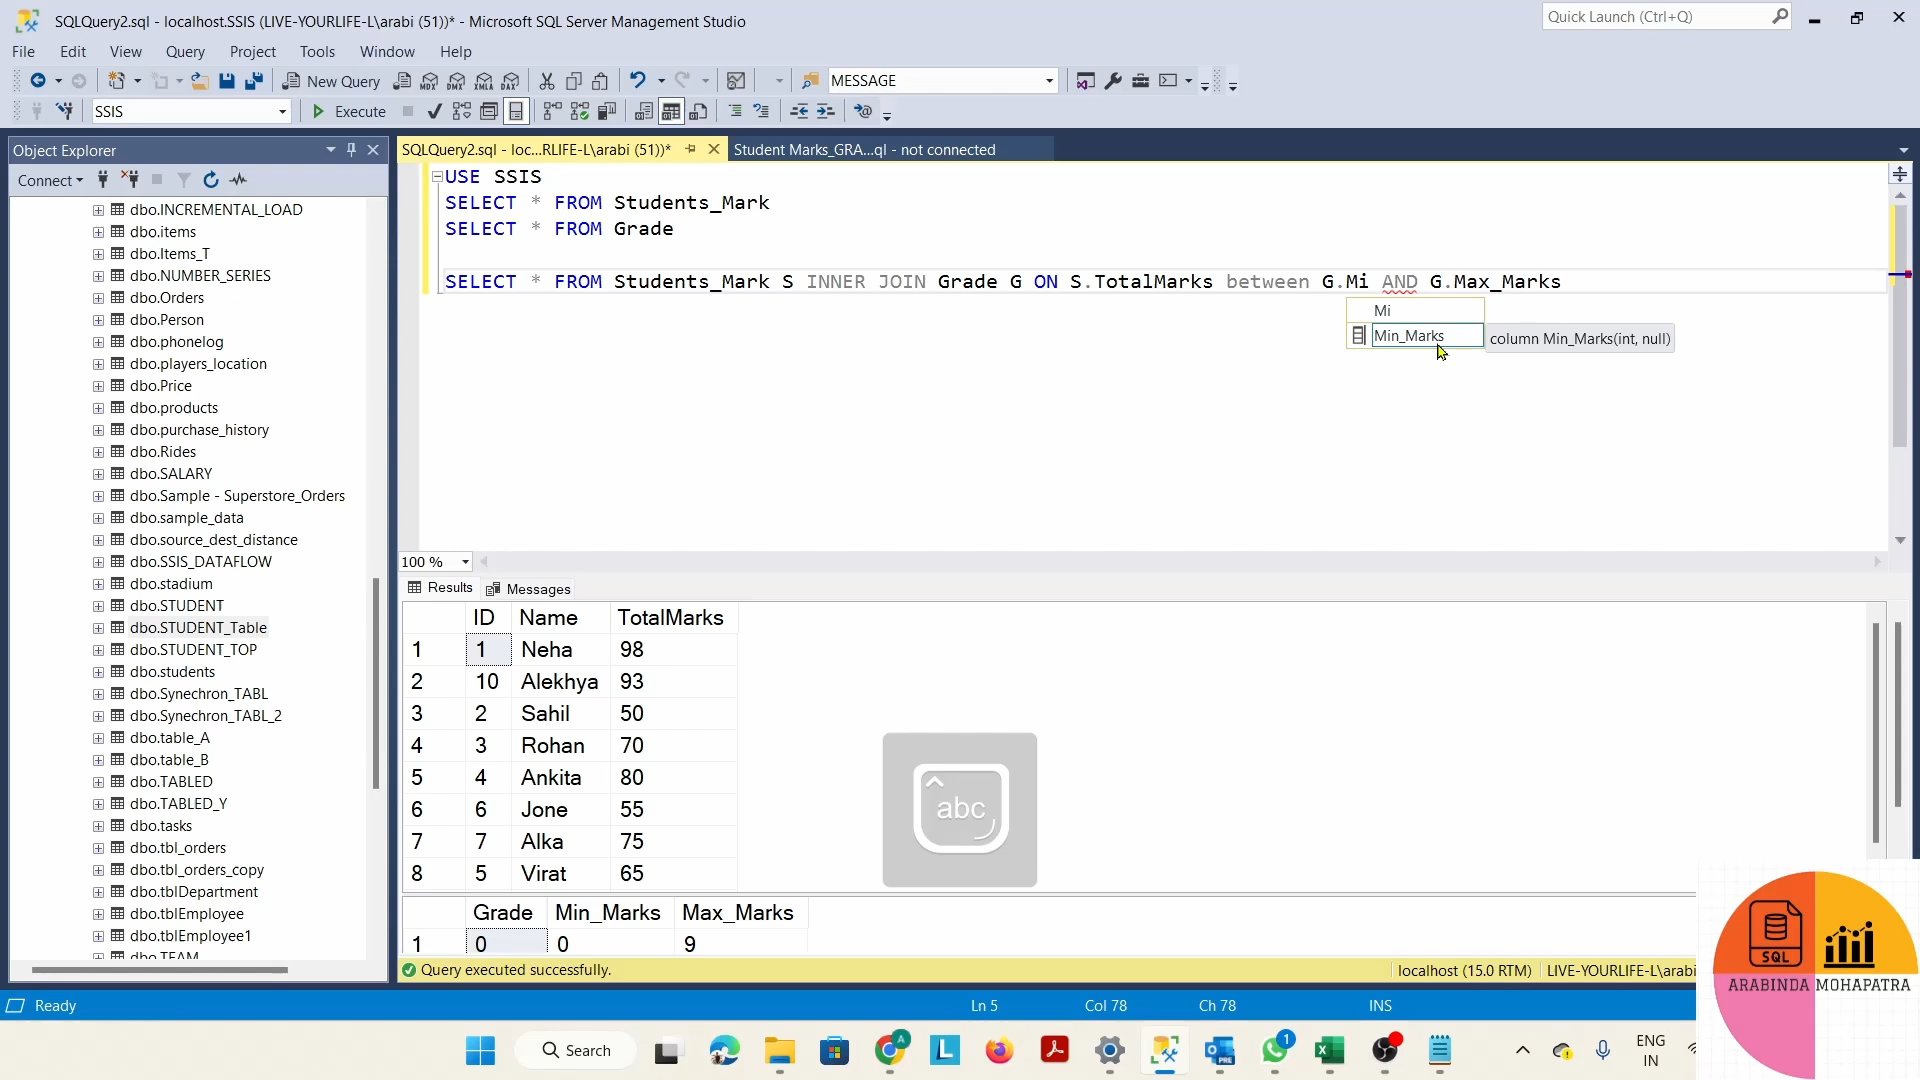 SQLQuery2.sql - localhost.SSIS (LIVE-YOURLIFE-L\arabi (51))* - Microsoft SQL Server Management Studio
Quick Launch (Ctrl+Q)
File Edit View Query Project Tools Window Help
New Query MDX DMX XMLA DAX MESSAGE
SSIS Execute
Object Explorer
SQLQuery2.sql - loc...RLIFE-L\arabi (51))*
Student Marks_GRA...ql - not connected
Connect
dbo.INCREMENTAL_LOAD
dbo.items
dbo.Items_T
dbo.NUMBER_SERIES
dbo.Orders
dbo.Person
dbo.phonelog
dbo.players_location
dbo.Price
dbo.products
dbo.purchase_history
dbo.Rides
dbo.SALARY
dbo.Sample - Superstore_Orders
dbo.sample_data
dbo.source_dest_distance
dbo.SSIS_DATAFLOW
dbo.stadium
dbo.STUDENT
dbo.STUDENT_Table
dbo.STUDENT_TOP
dbo.students
dbo.Synechron_TABL
dbo.Synechron_TABL_2
dbo.table_A
dbo.table_B
dbo.TABLED
dbo.TABLED_Y
dbo.tasks
dbo.tbl_orders
dbo.tbl_orders_copy
dbo.tblDepartment
dbo.tblEmployee
dbo.tblEmployee1
dbo.TEAM
USE SSIS
SELECT * FROM Students_Mark
SELECT * FROM Grade
SELECT * FROM Students_Mark S INNER JOIN Grade G ON S.TotalMarks between G.Mi AND G.Max_Marks
Mi
Min_Marks
column Min_Marks(int, null)
100 %
Results Messages
ID Name TotalMarks
1 1 Neha 98
2 10 Alekhya 93
3 2 Sahil 50
4 3 Rohan 70
5 4 Ankita 80
6 6 Jone 55
7 7 Alka 75
8 5 Virat 65
abc
Grade Min_Marks Max_Marks
1 0 0 9
Query executed successfully.
localhost (15.0 RTM)
LIVE-YOURLIFE-L\arabi
SQL
ARABINDA MOHAPATRA
Ready
Ln 5
Col 78
Ch 78
INS
Search
A
L
PRE
1
ENG
IN